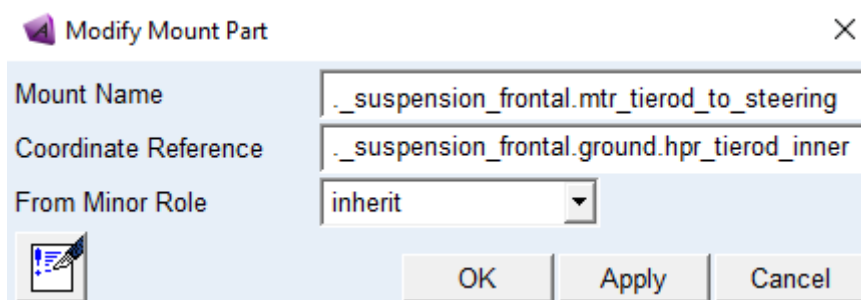 Modify Mount Part
Mount Name ._suspension_frontal.mtr_tierod_to_steering
Coordinate Reference ._suspension_frontal.ground.hpr_tierod_inner
From Minor Role inherit
OK Apply Cancel